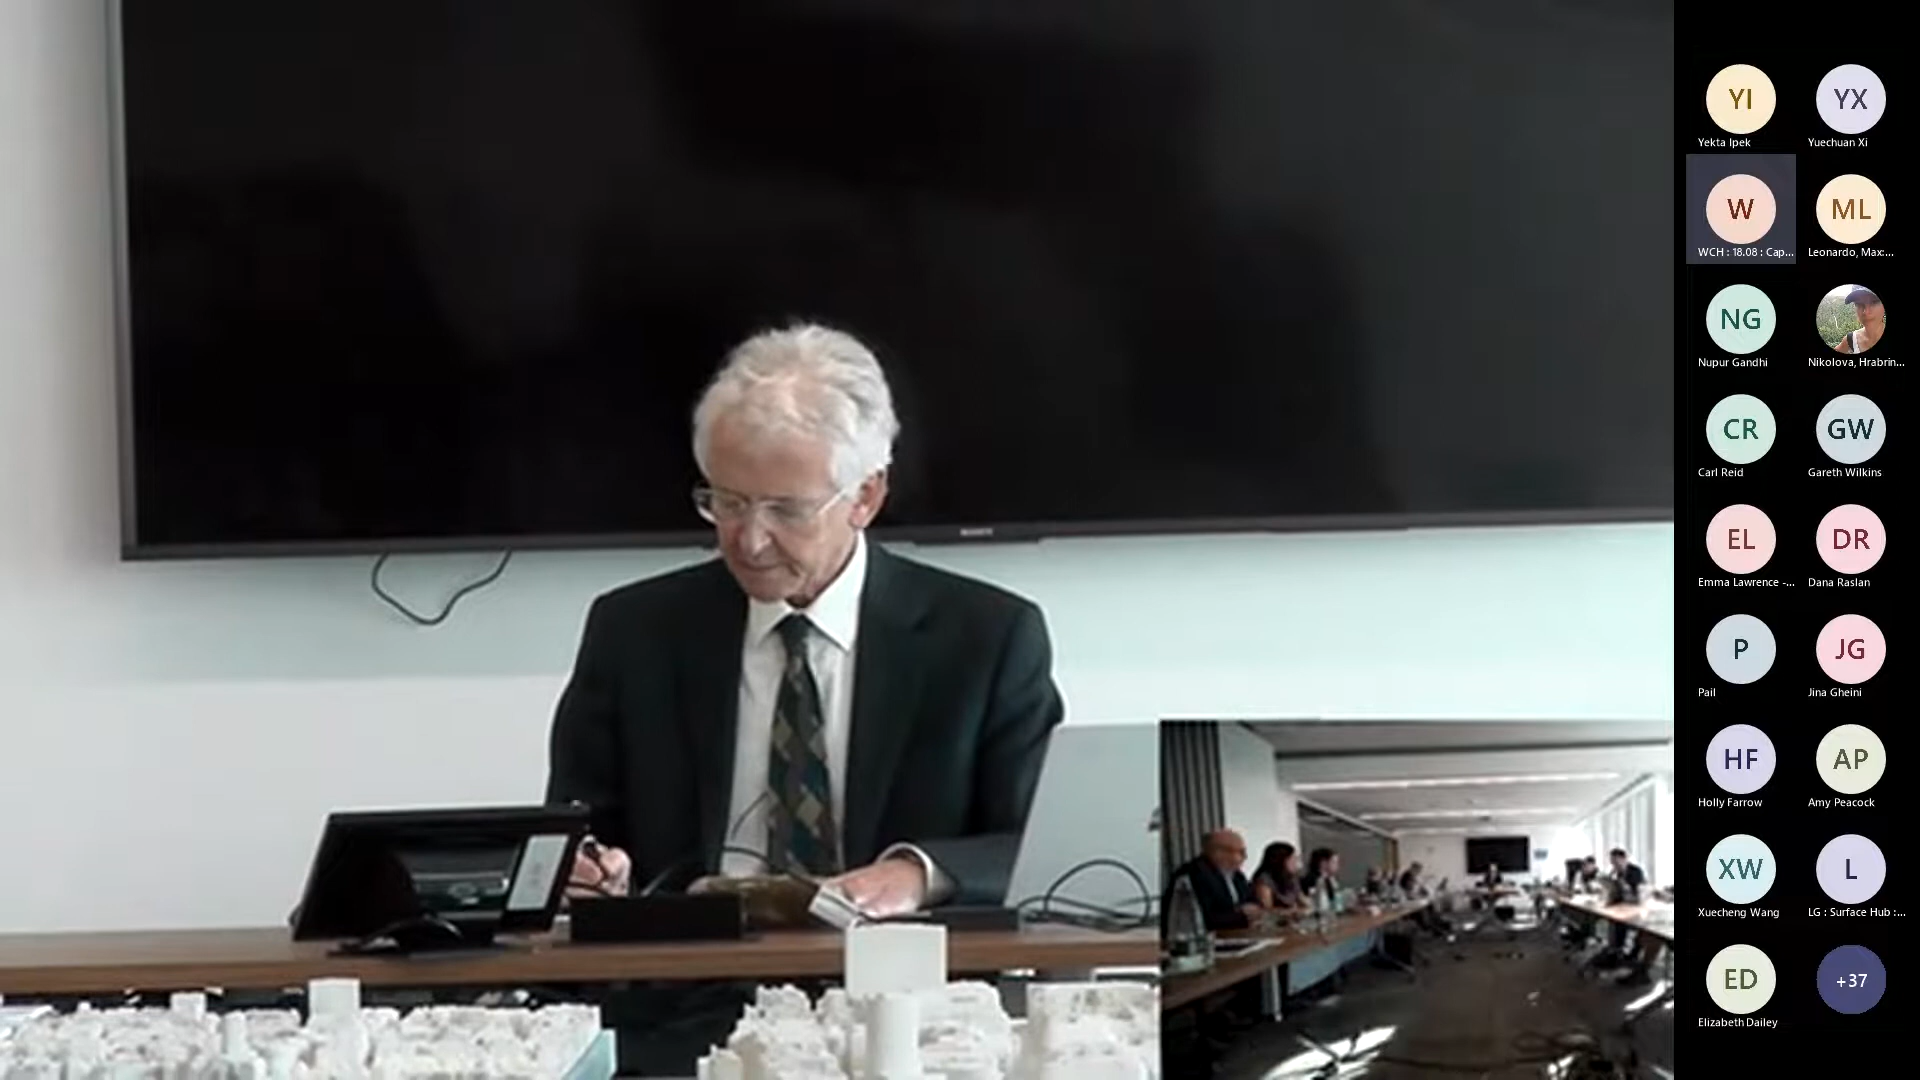 YI YX
Yekta Ipek Yuechuan Xi
W ML
WCH : 18.08 : Cap... Leonardo, Max:...
NG
Nupur Gandhi Nikolova, Hrabrin...
CR GW
Carl Reid Gareth Wilkins
EL DR
Emma Lawrence -... Dana Raslan
P JG
Pail Jina Gheini
HF AP
Holly Farrow Amy Peacock
XW L
Xuecheng Wang LG : Surface Hub :...
ED +37
Elizabeth Dailey